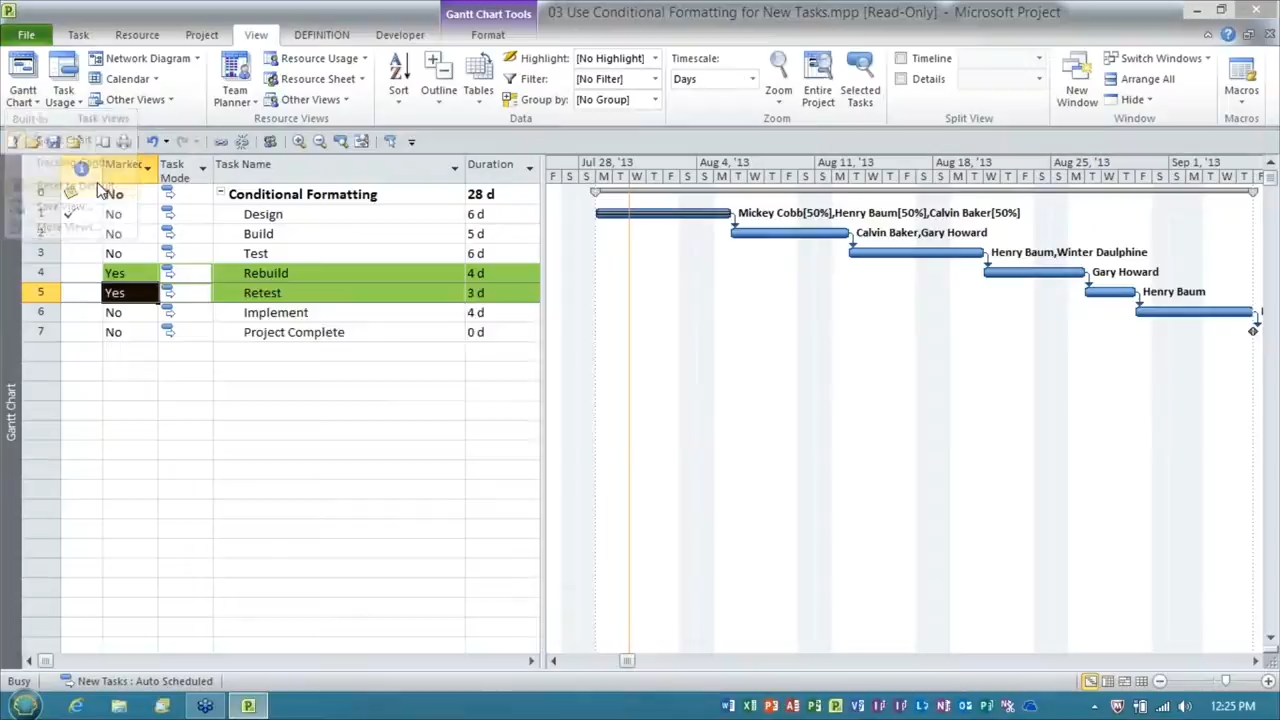 Gantt Chart Tools
03 Use Conditional Formatting for New Tasks.mpp [Read-Only] - Microsoft Project
File Task Resource Project View DEFINITION Developer Format
Gantt Chart
Task Usage
Network Diagram
Calendar
Other Views
Task Views
Team Planner
Resource Usage
Resource Sheet
Other Views
Resource Views
Sort
Outline
Tables
Highlight: [No Highlight]
Filter: [No Filter]
Group by: [No Group]
Data
Timescale:
Days
Zoom
Entire Project
Selected Tasks
Zoom
Timeline
Details
Split View
New Window
Switch Windows
Arrange All
Hide
Window
Macros
Macros
Built-In
Marked Task Mode Task Name Duration
Jul 28, '13 Aug 4, '13 Aug 11, '13 Aug 18, '13 Aug 25, '13 Sep 1, '13
F S S M T W T F S S M T W T F S S M T W T F S S M T W T F S S M T W T F S S M T F
0 No Conditional Formatting 28 d
1 No Design 6 d
2 No Build 5 d
3 No Test 6 d
4 Yes Rebuild 4 d
5 Yes Retest 3 d
6 No Implement 4 d
7 No Project Complete 0 d
Mickey Cobb[50%],Henry Baum[50%],Calvin Baker[50%]
Calvin Baker,Gary Howard
Henry Baum,Winter Daulphine
Gary Howard
Henry Baum
Gantt Chart
Busy New Tasks : Auto Scheduled
12:25 PM